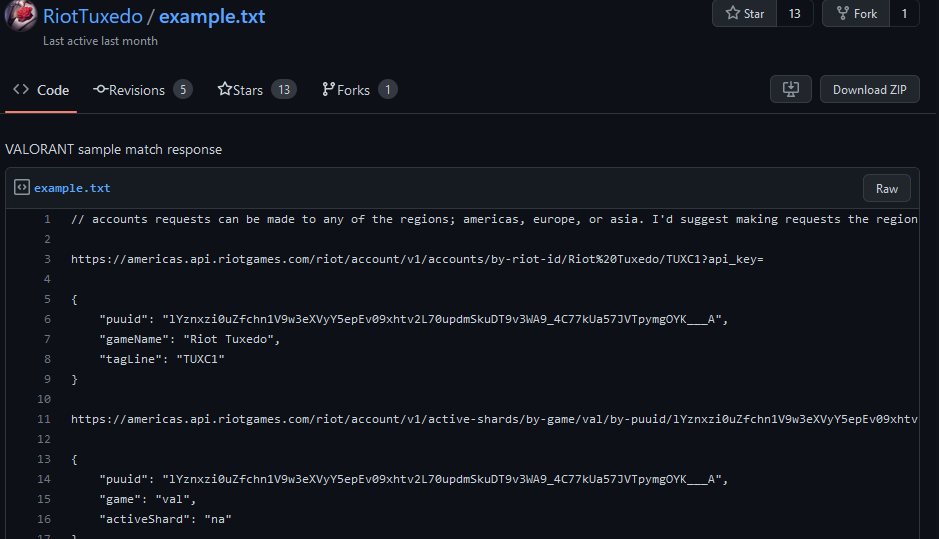 RiotTuxedo / example.txt
Star 13 Fork 1
Last active last month
Code Revisions 5 Stars 13 Forks 1 Download ZIP
VALORANT sample match response
example.txt Raw
1 // accounts requests can be made to any of the regions; americas, europe, or asia. I'd suggest making requests the region
2
3 https://americas.api.riotgames.com/riot/account/v1/accounts/by-riot-id/Riot%20Tuxedo/TUXC1?api_key=
4
5 {
6 "puuid": "lYznxzi0uZfchn1V9w3eXVyY5epEv09xhtv2L70updmSkuDT9v3WA9_4C77kUa57JVTpymgOYK___A",
7 "gameName": "Riot Tuxedo",
8 "tagLine": "TUXC1"
9 }
10
11 https://americas.api.riotgames.com/riot/account/v1/active-shards/by-game/val/by-puuid/lYznxzi0uZfchn1V9w3eXVyY5epEv09xhtv
12
13 {
14 "puuid": "lYznxzi0uZfchn1V9w3eXVyY5epEv09xhtv2L70updmSkuDT9v3WA9_4C77kUa57JVTpymgOYK___A",
15 "game": "val",
16 "activeShard": "na"
17 }